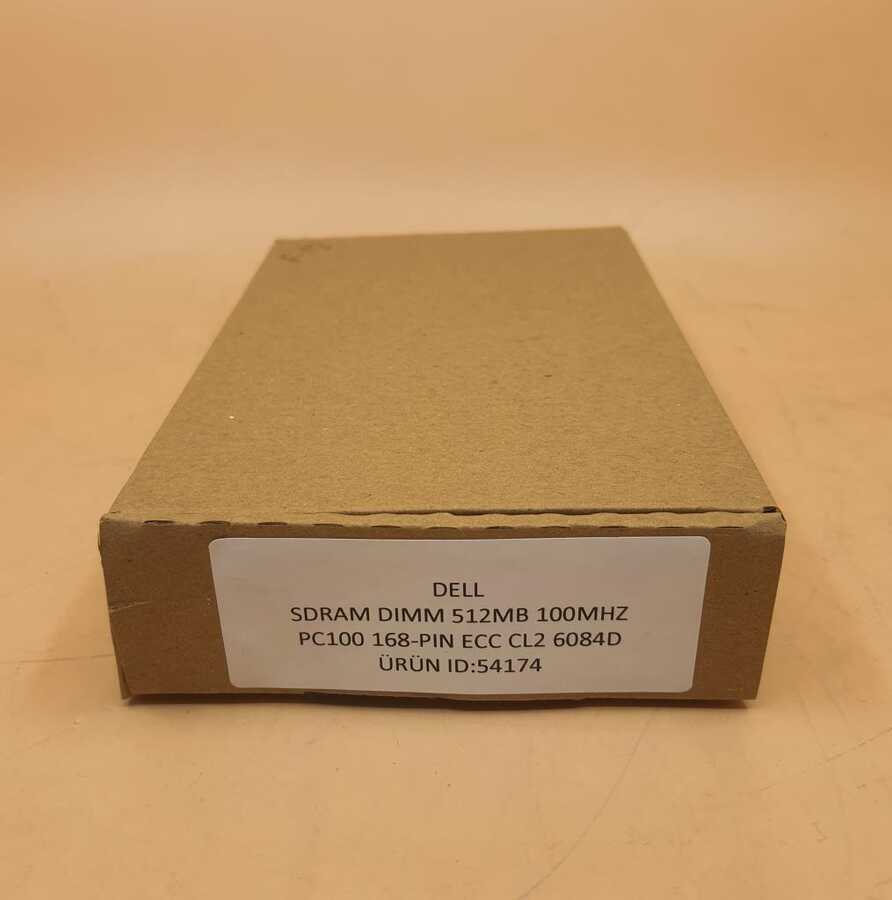 DELL
SDRAM DIMM 512MB 100MHZ
PC100 168-PIN ECC CL2 6084D
ÜRÜN ID:54174